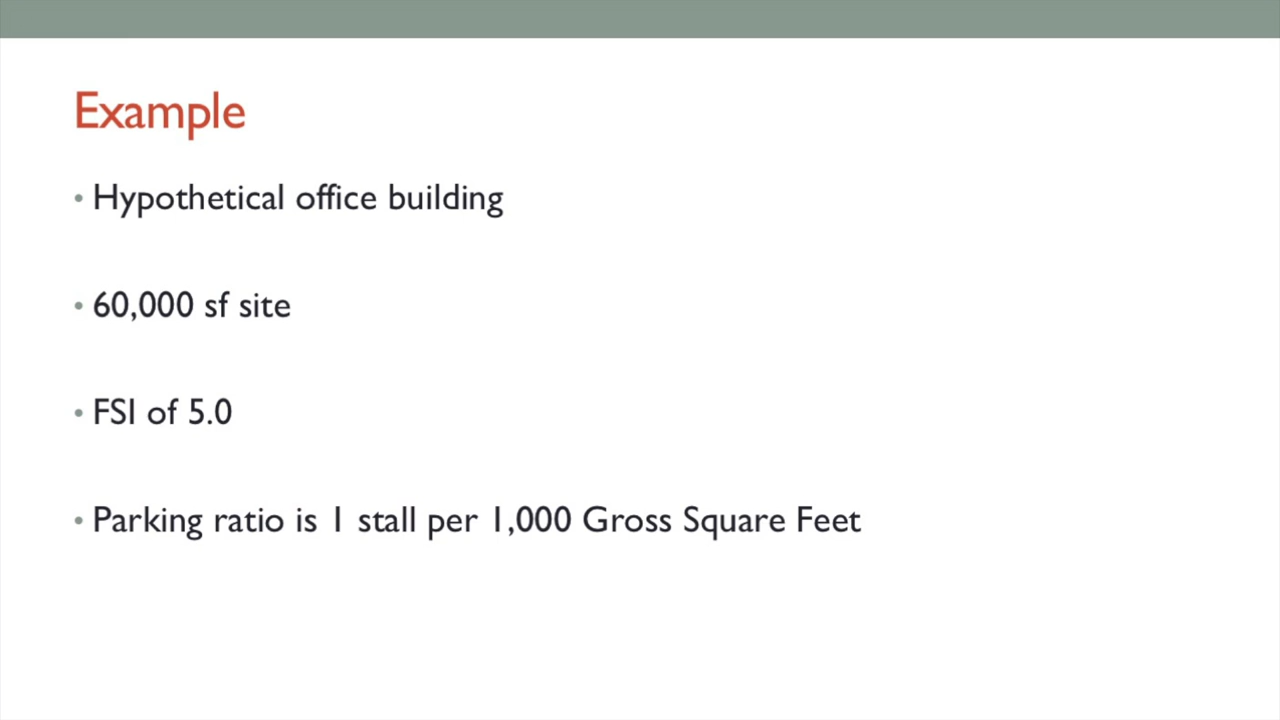 Example
• Hypothetical office building
• 60,000 sf site
• FSI of 5.0
• Parking ratio is 1 stall per 1,000 Gross Square Feet